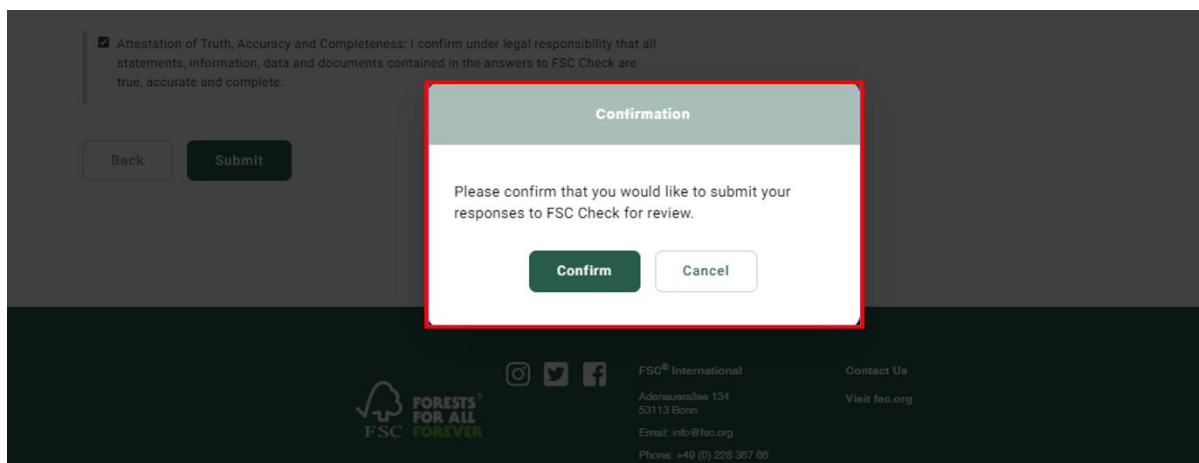 Attestation of Truth, Accuracy and Completeness: I confirm under legal responsibility that all
statements, information, data and documents contained in the answers to FSC Check are
true, accurate and complete.
Back
Submit
Confirmation
Please confirm that you would like to submit your
responses to FSC Check for review.
Confirm
Cancel
FSC
FORESTS®
FOR ALL
FOREVER
FSC® International
Adenauerallee 134
53113 Bonn
Email: info@fsc.org
Phone: +49 (0) 228 367 66
Contact Us
Visit fsc.org